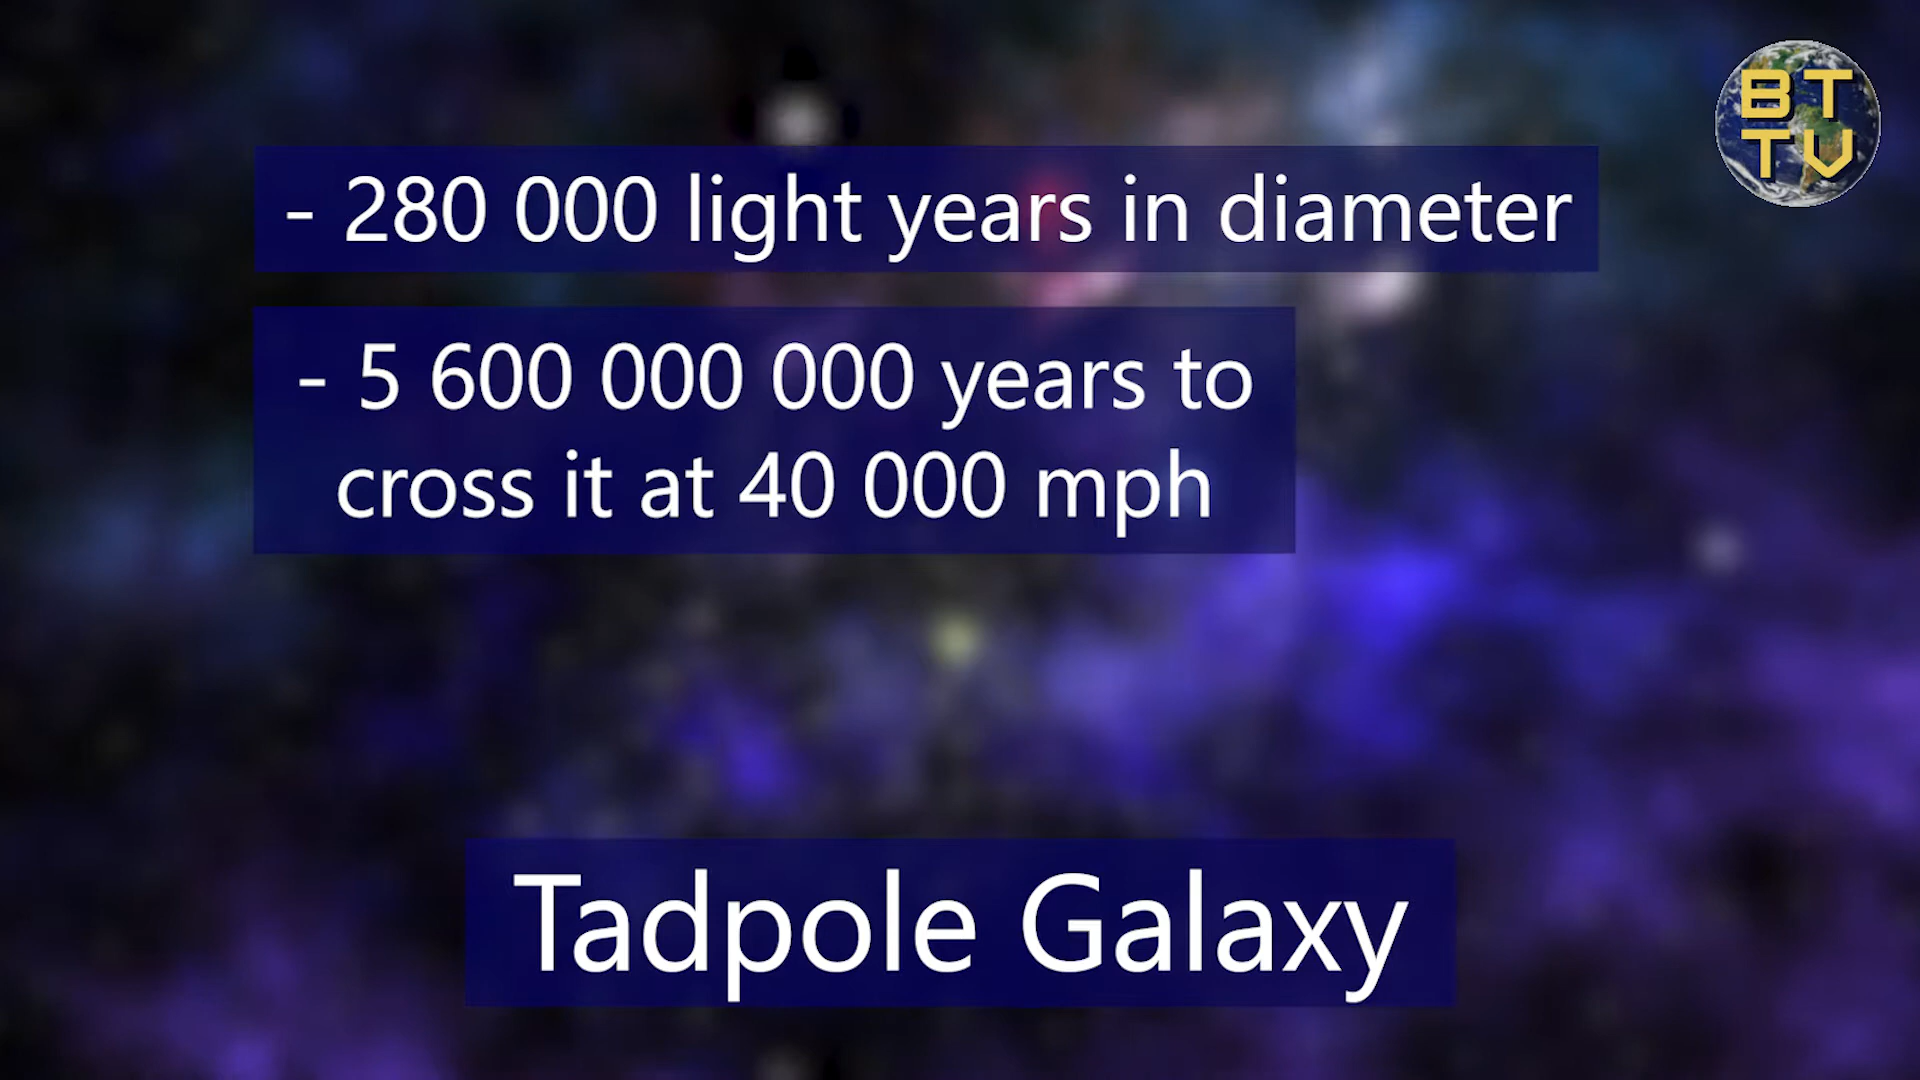 BT
TV
- 280 000 light years in diameter
- 5 600 000 000 years to
cross it at 40 000 mph
Tadpole Galaxy